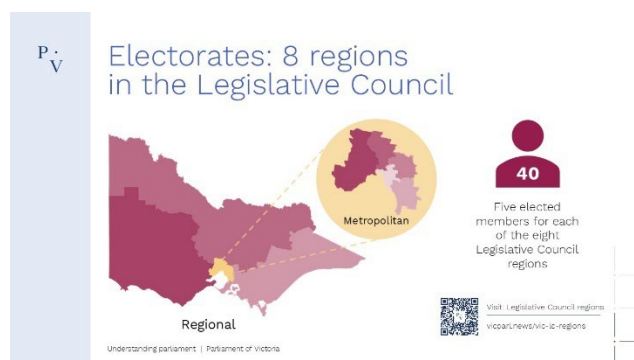 P.
V
Electorates: 8 regions
in the Legislative Council
Metropolitan
Regional
40
Five elected
members for each
of the eight
Legislative Council
regions
Visit: Legislative Council regions
vicparl.news/vic-lc-regions
Understanding parliament | Parliament of Victoria